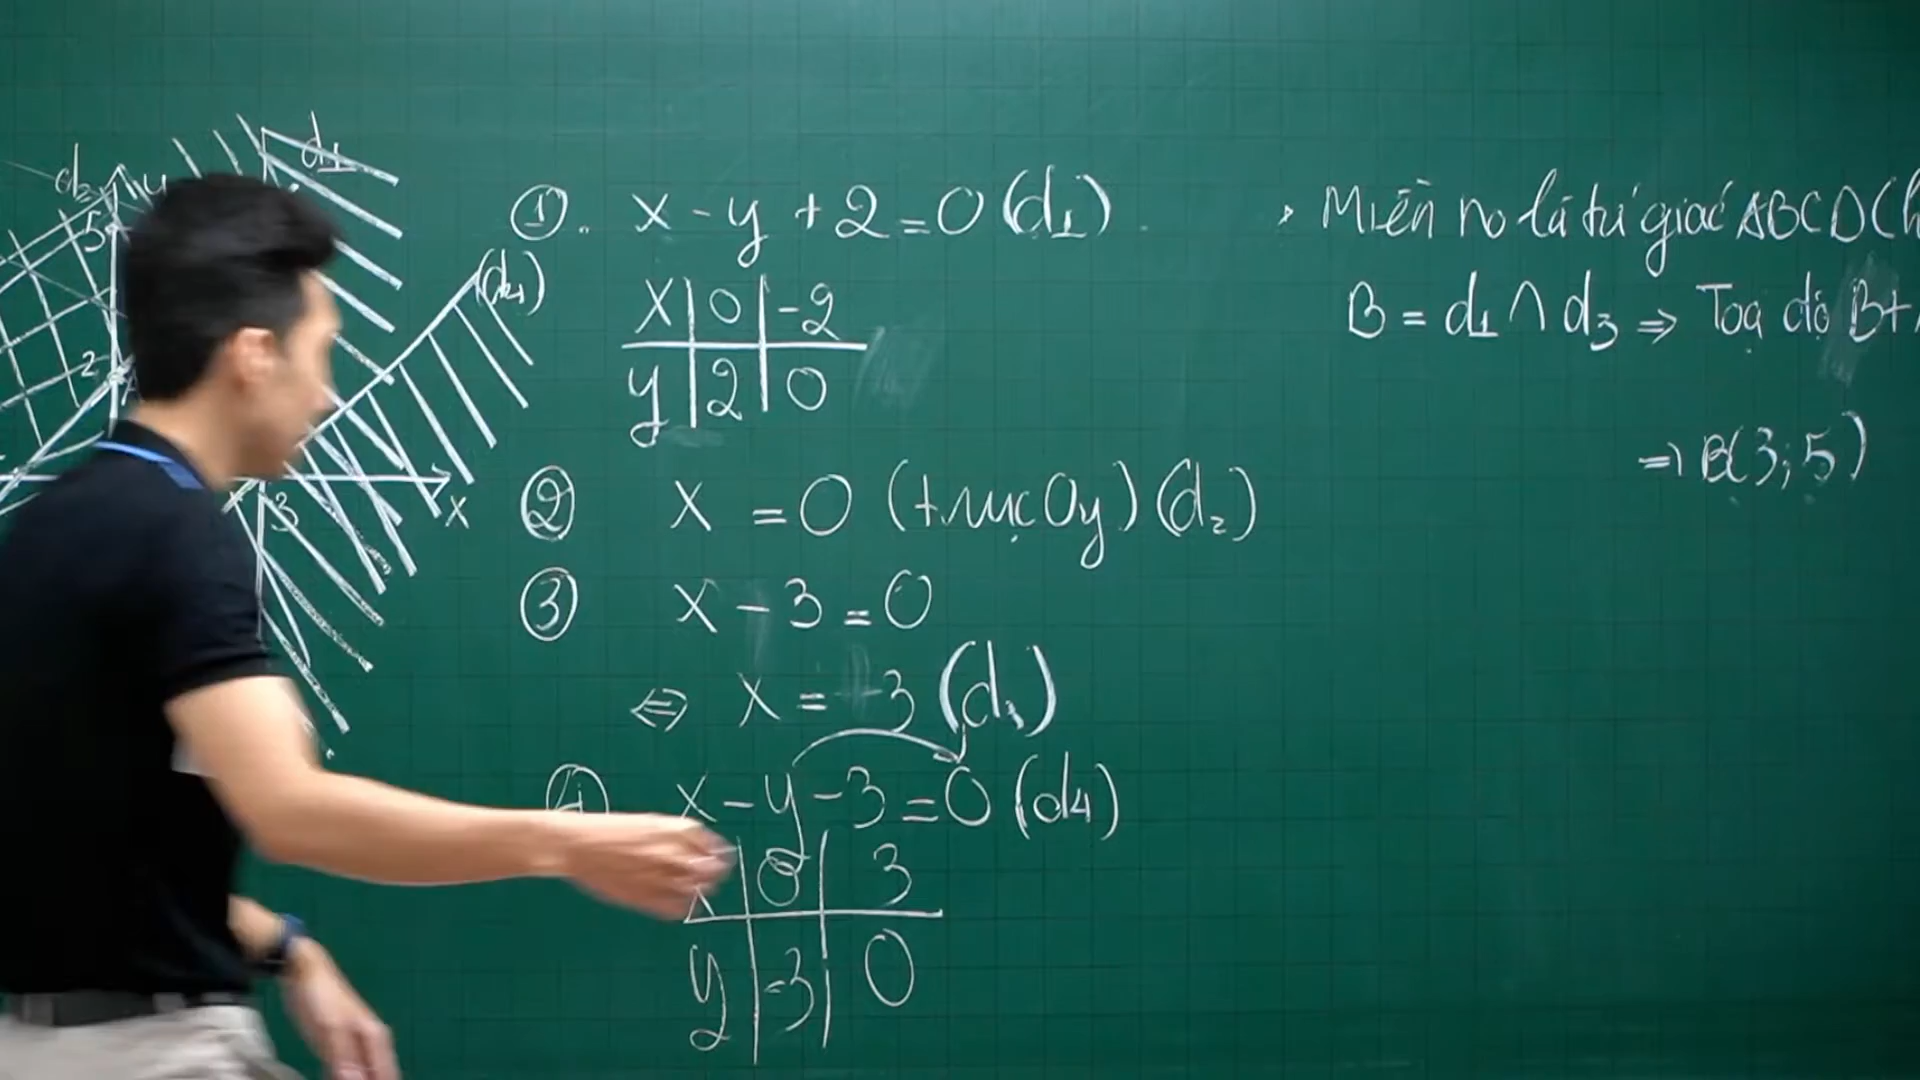 d1
d2
y
5
(d4)
2
A
3
x
①. x - y + 2 = 0 (d1)
x | 0 | -2
y | 2 | 0
② x = 0 (trục Oy) (d2)
③ x - 3 = 0
⇔ x = 3 (d3)
④ x - y - 3 = 0 (d4)
x | 0 | 3
y | -3 | 0
Miền no là tứ giác ABCD (
B = d1 ∩ d3 ⇒ Toạ độ B t/
⇒ B(3;5)